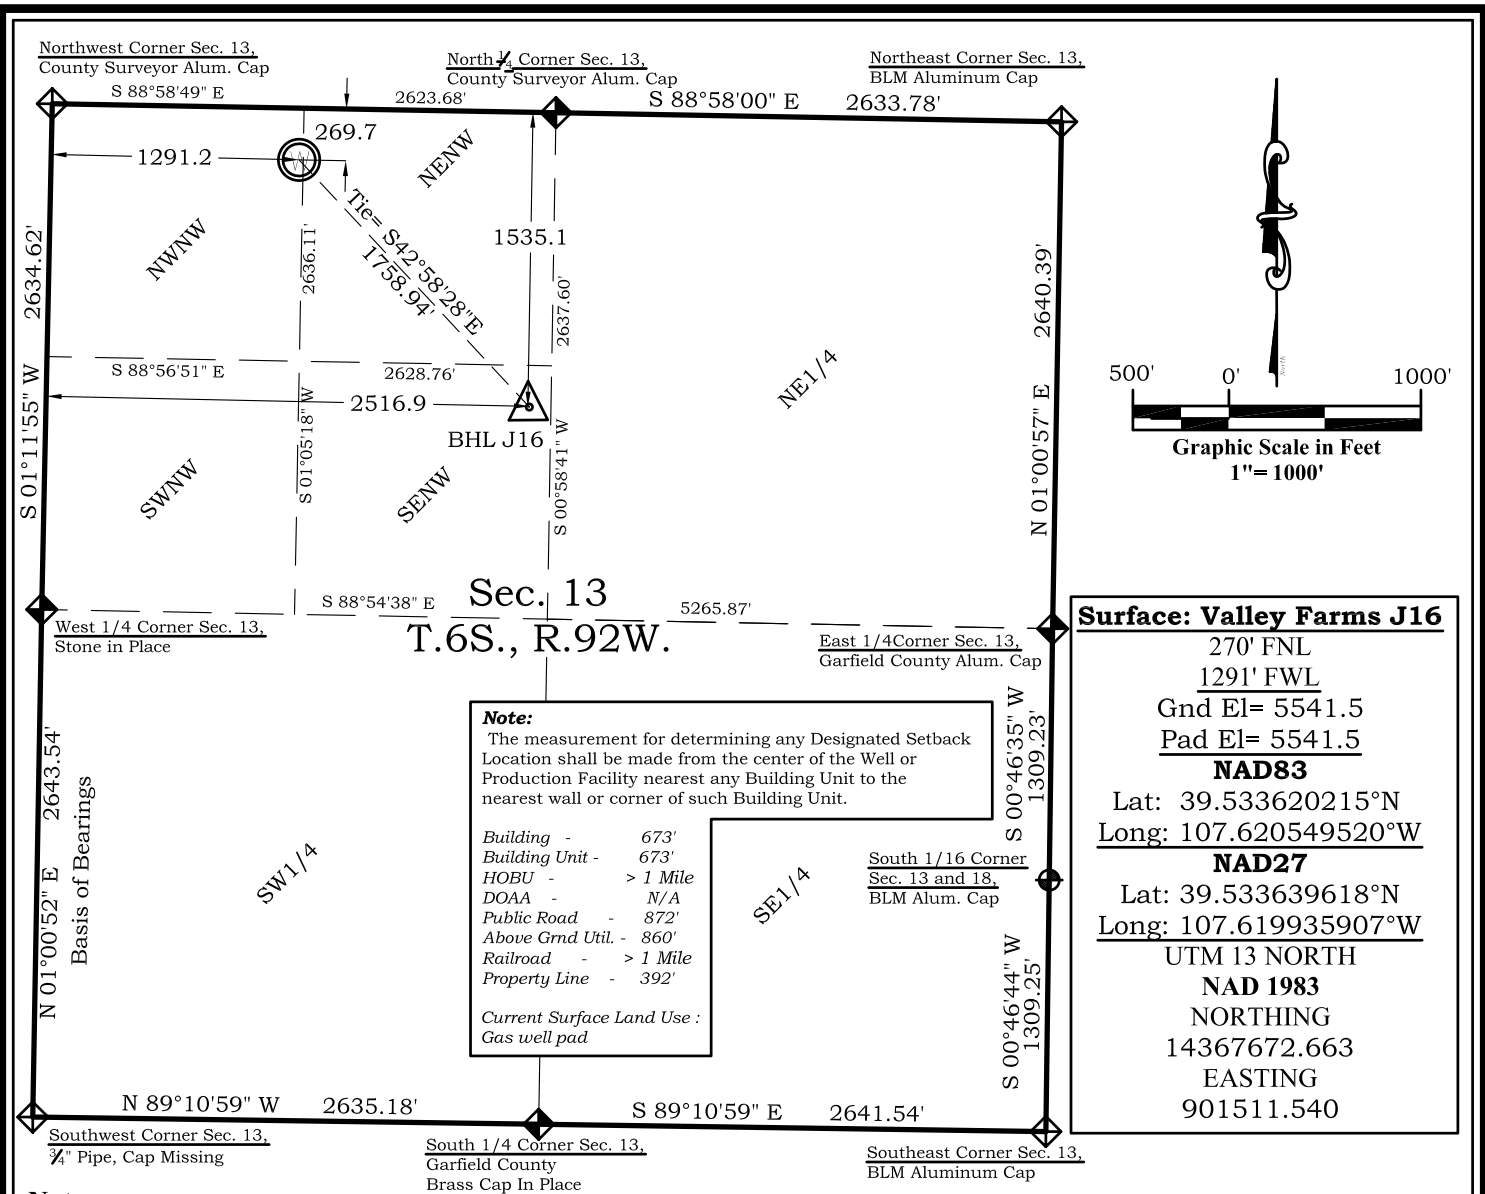 Northwest Corner Sec. 13,
County Surveyor Alum. Cap
North 1/4 Corner Sec. 13,
County Surveyor Alum. Cap
Northeast Corner Sec. 13,
BLM Aluminum Cap
S 88°58'49" E
2623.68'
S 88°58'00" E 2633.78'
269.7
1291.2
NENW
NWNW
Tie= S42°58'28"E
1758.94'
1535.1
2636.11'
2637.60'
S 01°11'55" W 2634.62'
N 01°00'57" E 2640.39'
NE1/4
S 88°56'51" E
2628.76'
2516.9
BHL J16
S 01°05'18" W
S 00°58'41" W
SWNW
SENW
North
500'
0'
1000'
Graphic Scale in Feet
1"= 1000'
S 88°54'38" E
5265.87'
Sec. 13
T.6S., R.92W.
West 1/4 Corner Sec. 13,
Stone in Place
East 1/4Corner Sec. 13,
Garfield County Alum. Cap
Surface: Valley Farms J16
270' FNL
1291' FWL
Gnd El= 5541.5
Pad El= 5541.5
NAD83
Lat: 39.533620215°N
Long: 107.620549520°W
NAD27
Lat: 39.533639618°N
Long: 107.619935907°W
UTM 13 NORTH
NAD 1983
NORTHING
14367672.663
EASTING
901511.540
Note:
The measurement for determining any Designated Setback
Location shall be made from the center of the Well or
Production Facility nearest any Building Unit to the
nearest wall or corner of such Building Unit.
Building - 673'
Building Unit - 673'
HOBU - > 1 Mile
DOAA - N/A
Public Road - 872'
Above Grnd Util. - 860'
Railroad - > 1 Mile
Property Line - 392'
Current Surface Land Use :
Gas well pad
N 01°00'52" E 2643.54'
Basis of Bearings
SW1/4
SE1/4
S 00°46'35" W
1309.23'
South 1/16 Corner
Sec. 13 and 18,
BLM Alum. Cap
S 00°46'44" W
1309.25'
N 89°10'59" W 2635.18'
S 89°10'59" E 2641.54'
Southwest Corner Sec. 13,
3/4" Pipe, Cap Missing
South 1/4 Corner Sec. 13,
Garfield County
Brass Cap In Place
Southeast Corner Sec. 13,
BLM Aluminum Cap